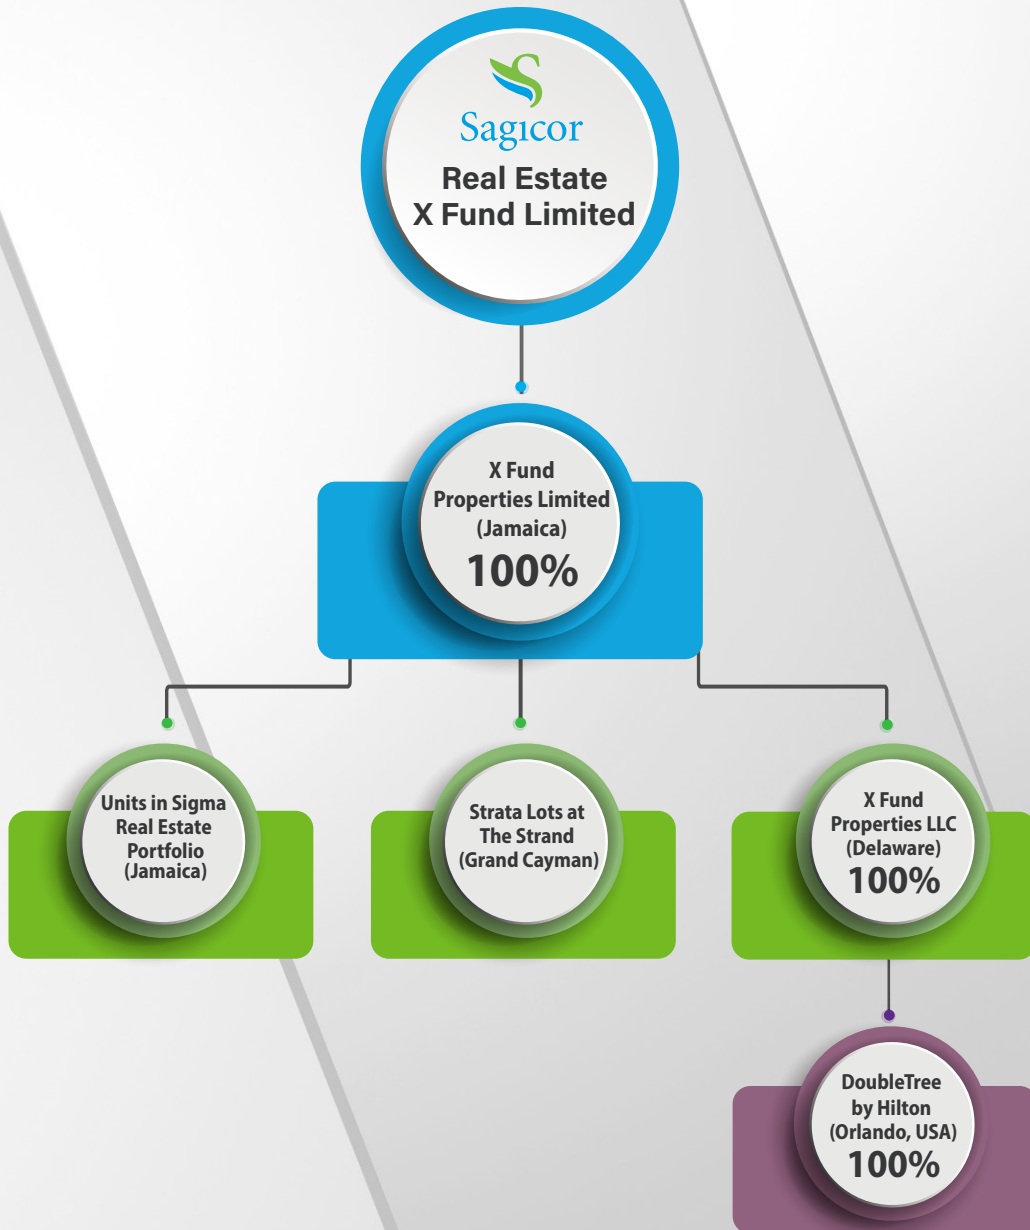 Sagicor
Real Estate
X Fund Limited
X Fund
Properties Limited
(Jamaica)
100%
Units in Sigma
Real Estate
Portfolio
(Jamaica)
Strata Lots at
The Strand
(Grand Cayman)
X Fund
Properties LLC
(Delaware)
100%
DoubleTree
by Hilton
(Orlando, USA)
100%